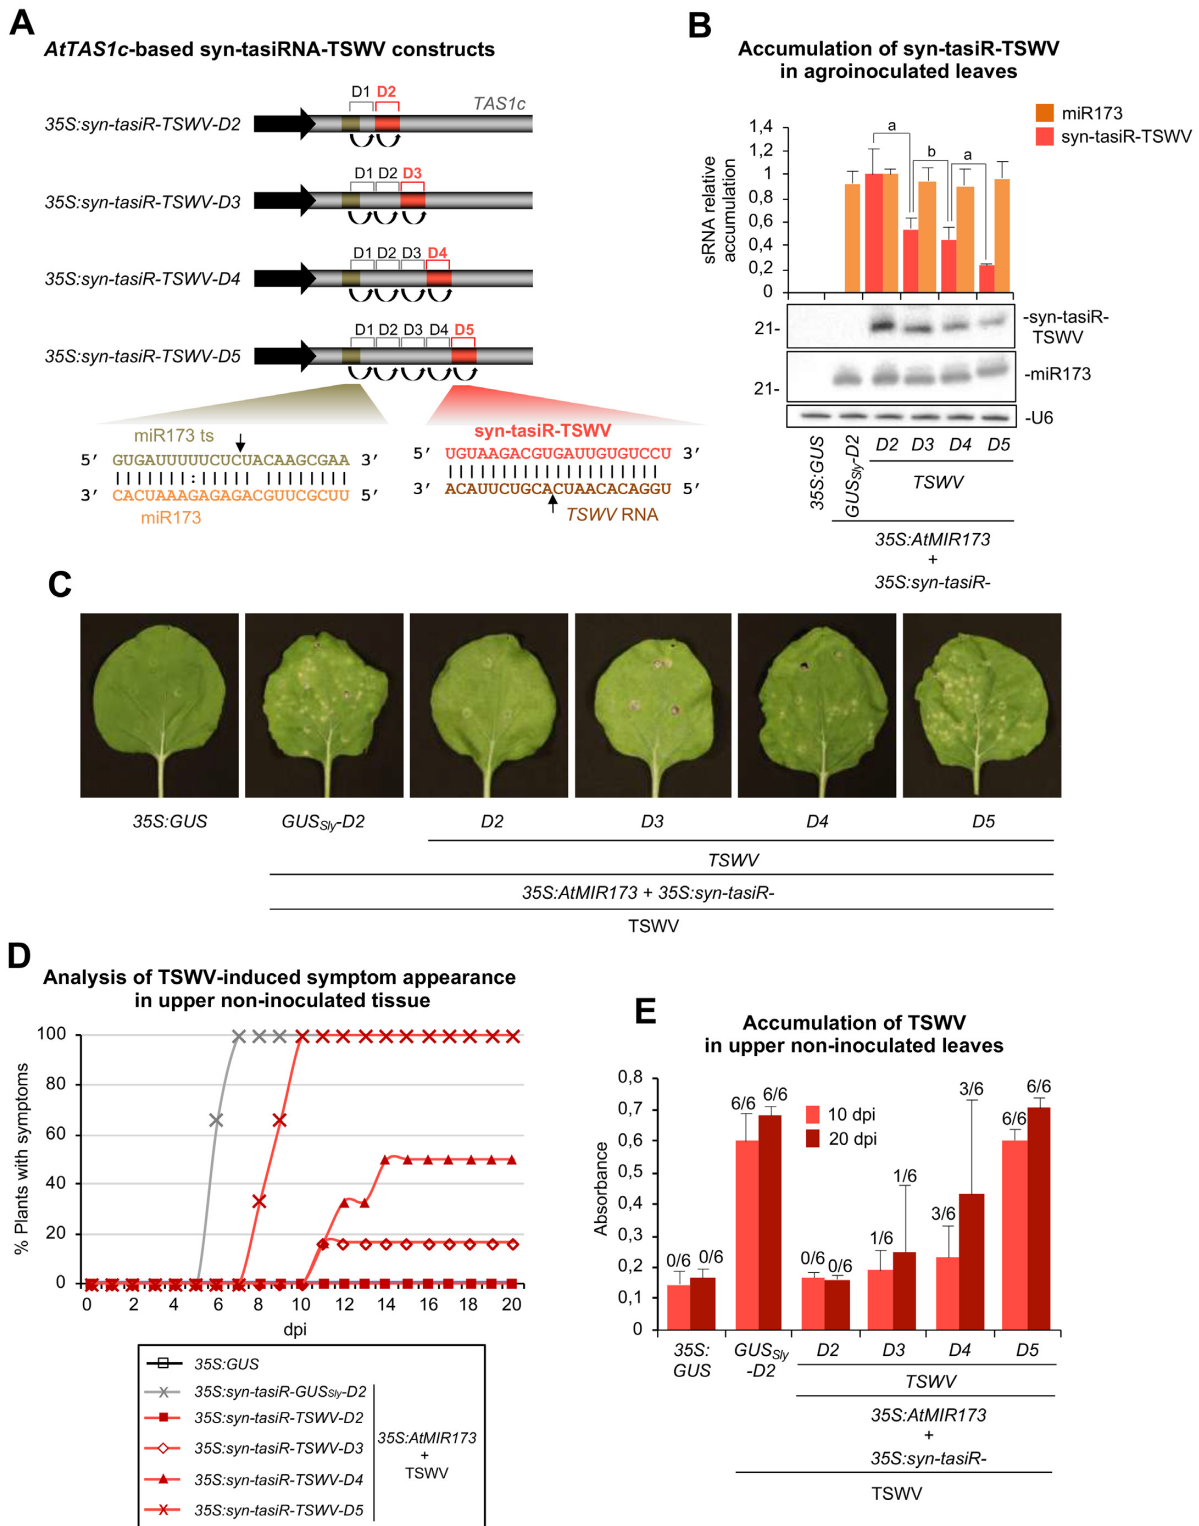 A
AtTAS1c-based syn-tasiRNA-TSWV constructs
D1 D2
TAS1c
35S:syn-tasiR-TSWV-D2
D1 D2 D3
35S:syn-tasiR-TSWV-D3
D1 D2 D3 D4
35S:syn-tasiR-TSWV-D4
D1 D2 D3 D4 D5
35S:syn-tasiR-TSWV-D5
miR173 ts
5′ GUGAUUUUUCUCUACAAGCGAA 3′
3′ CACUAAAGAGAGACGUUCGCUU 5′
miR173
syn-tasiR-TSWV
5′ UGUAAGACGUGAUUGUGUCCU 3′
3′ ACAUUCUGCACUAACACAGGU 5′
TSWV RNA
B
Accumulation of syn-tasiR-TSWV
in agroinoculated leaves
miR173
syn-tasiR-TSWV
sRNA relative
accumulation
1,4
1,2
1
0,8
0,6
0,4
0,2
0
a
b
a
21-
-syn-tasiR-
TSWV
21-
-miR173
-U6
35S:GUS
GUSSly-D2
D2 D3 D4 D5
TSWV
35S:AtMIR173
+
35S:syn-tasiR-
C
35S:GUS GUSSly-D2 D2 D3 D4 D5
TSWV
35S:AtMIR173 + 35S:syn-tasiR-
TSWV
D
Analysis of TSWV-induced symptom appearance
in upper non-inoculated tissue
% Plants with symptoms
100
80
60
40
20
0
0 2 4 6 8 10 12 14 16 18 20
dpi
35S:GUS
35S:syn-tasiR-GUSSly-D2
35S:syn-tasiR-TSWV-D2
35S:syn-tasiR-TSWV-D3
35S:syn-tasiR-TSWV-D4
35S:syn-tasiR-TSWV-D5
35S:AtMIR173
+
TSWV
E
Accumulation of TSWV
in upper non-inoculated leaves
10 dpi
20 dpi
Absorbance
0,8
0,7
0,6
0,5
0,4
0,3
0,2
0,1
0
0/6 0/6
6/6 6/6
0/6 0/6
1/6 1/6
3/6 3/6
6/6 6/6
35S:
GUS
GUSSly
-D2
D2 D3 D4 D5
TSWV
35S:AtMIR173
+
35S:syn-tasiR-
TSWV